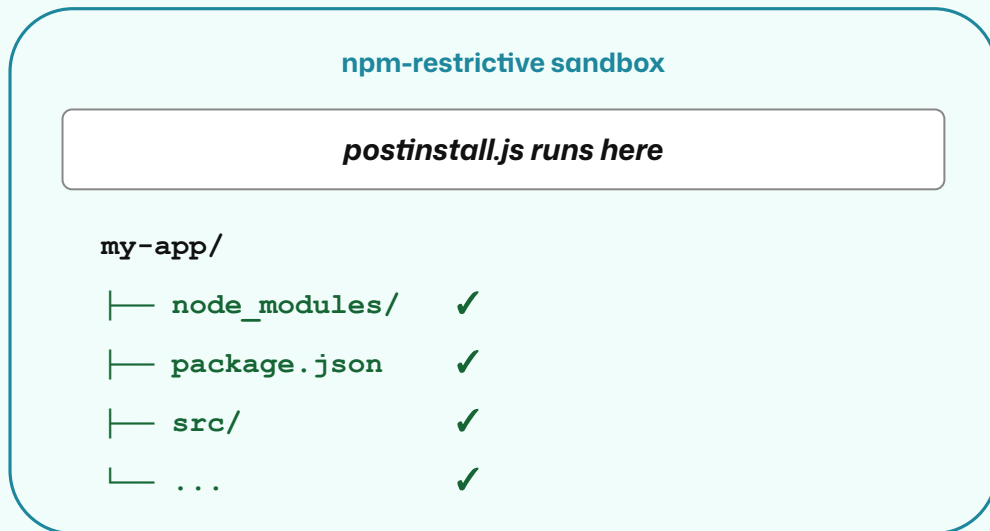 npm-restrictive sandbox
postinstall.js runs here
my-app/
├── node_modules/ ✓
├── package.json ✓
├── src/ ✓
└── ... ✓